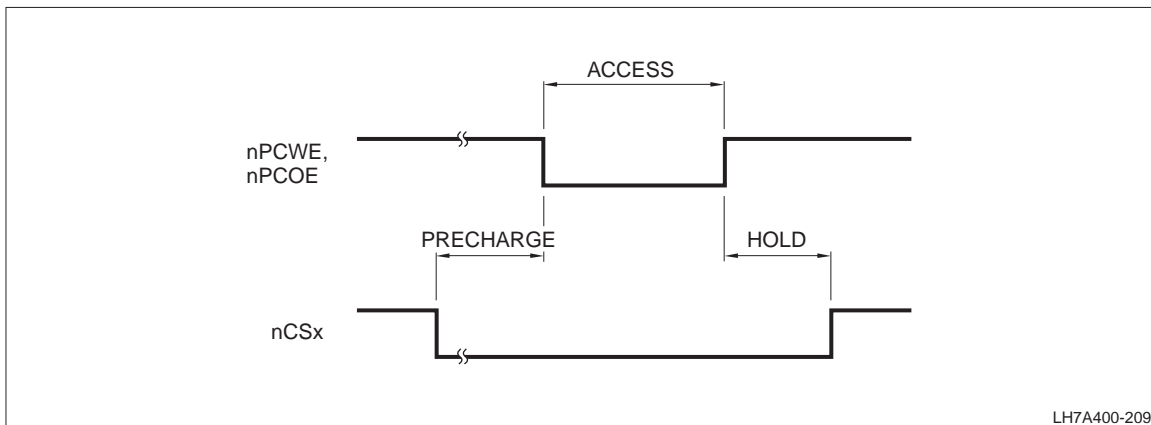 ACCESS
nPCWE,
nPCOE
PRECHARGE
HOLD
nCSx
LH7A400-209